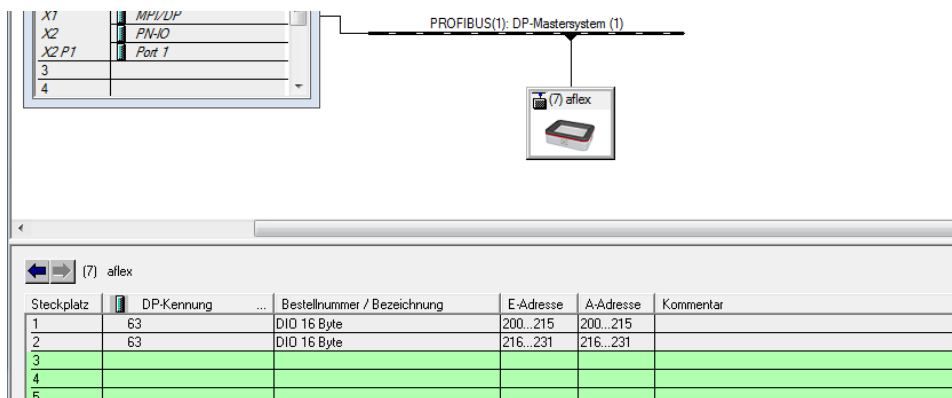 X1 MPI/DP
X2 PN-IO
X2 P1 Port 1
3
4
PROFIBUS(1): DP-Mastersystem (1)
(7) aflex
(7) aflex
Steckplatz DP-Kennung ... Bestellnummer / Bezeichnung E-Adresse A-Adresse Kommentar
1 63 DIO 16 Byte 200...215 200...215
2 63 DIO 16 Byte 216...231 216...231
3
4
5